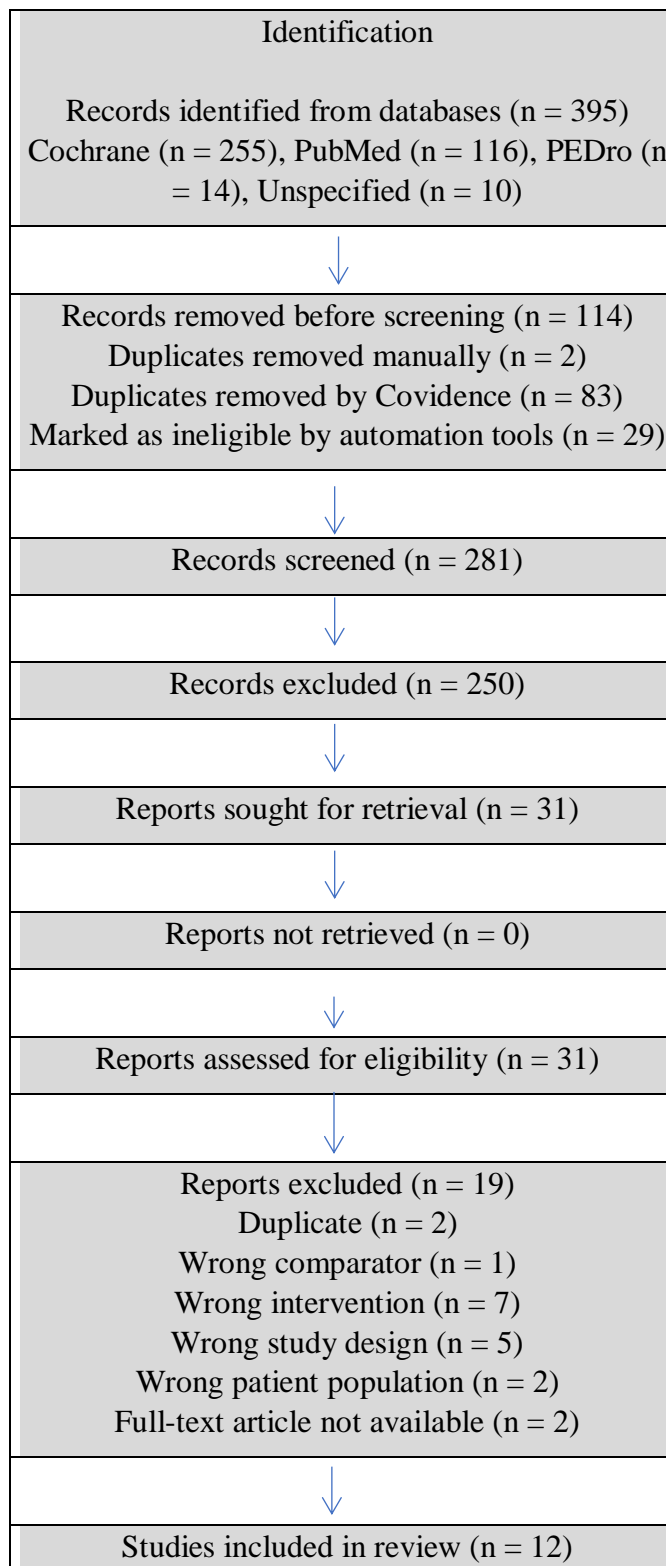 Identification
Records identified from databases (n = 395)
Cochrane (n = 255), PubMed (n = 116), PEDro (n
= 14), Unspecified (n = 10)
Records removed before screening (n = 114)
Duplicates removed manually (n = 2)
Duplicates removed by Covidence (n = 83)
Marked as ineligible by automation tools (n = 29)
Records screened (n = 281)
Records excluded (n = 250)
Reports sought for retrieval (n = 31)
Reports not retrieved (n = 0)
Reports assessed for eligibility (n = 31)
Reports excluded (n = 19)
Duplicate (n = 2)
Wrong comparator (n = 1)
Wrong intervention (n = 7)
Wrong study design (n = 5)
Wrong patient population (n = 2)
Full-text article not available (n = 2)
Studies included in review (n = 12)